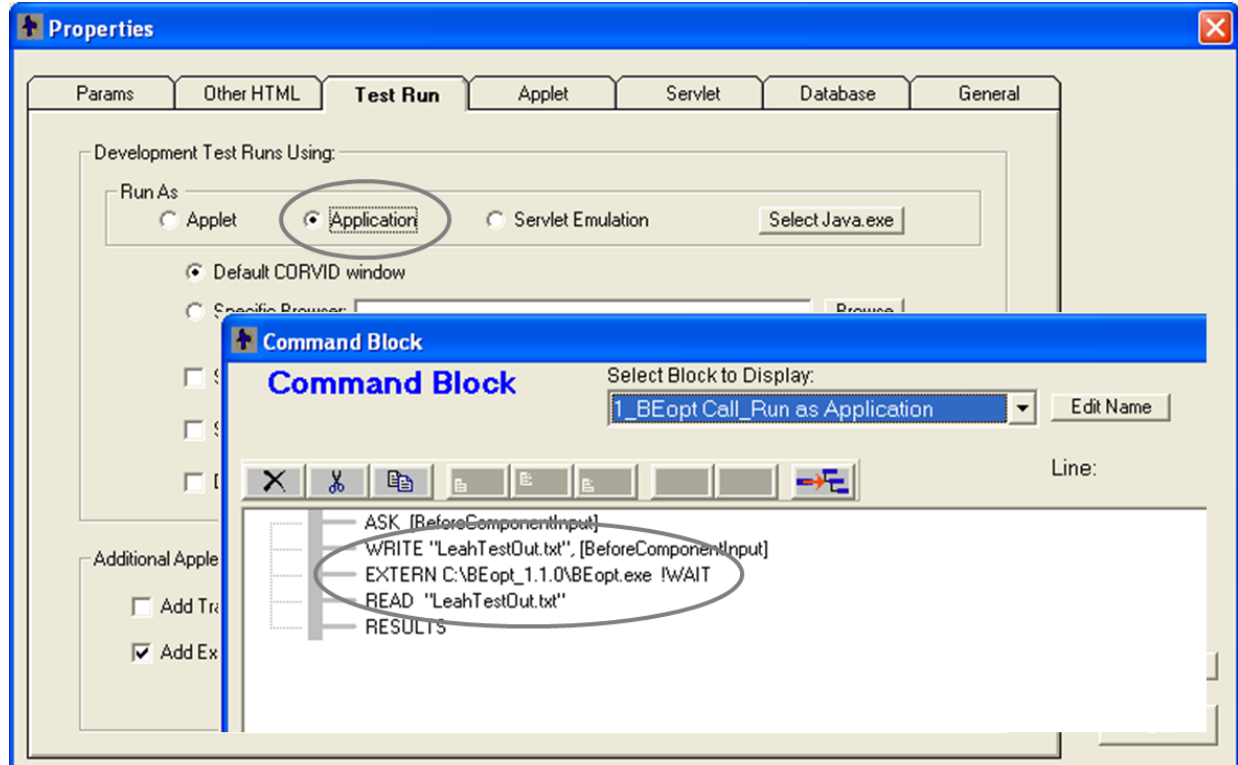 Properties
Params Other HTML Test Run Applet Servlet Database General
Development Test Runs Using:
Run As
Applet Application Servlet Emulation Select Java.exe
Default CORVID window
Specific Browser: Browse
Command Block
Command Block
Select Block to Display:
1_BEopt Call_Run as Application Edit Name
Line:
ASK [BeforeComponentInput]
WRITE "LeahTestOut.txt", [BeforeComponentInput]
EXTERN C:\BEopt_1.1.0\BEopt.exe !WAIT
READ "LeahTestOut.txt"
RESULTS
Additional Apple
Add Tra
Add Ex